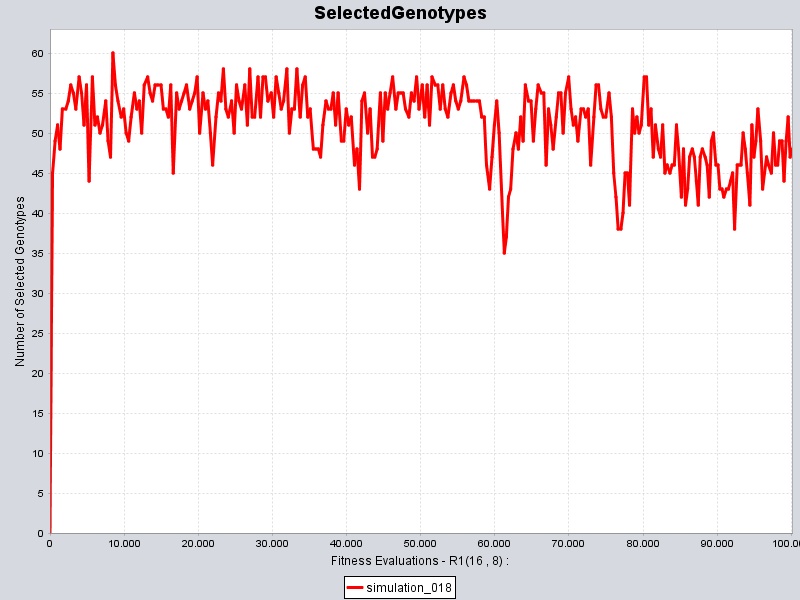 SelectedGenotypes
Number of Selected Genotypes
60
55
50
45
40
35
30
25
20
15
10
5
0
0 10.000 20.000 30.000 40.000 50.000 60.000 70.000 80.000 90.000 100.00
Fitness Evaluations - R1(16 , 8) :
simulation_018